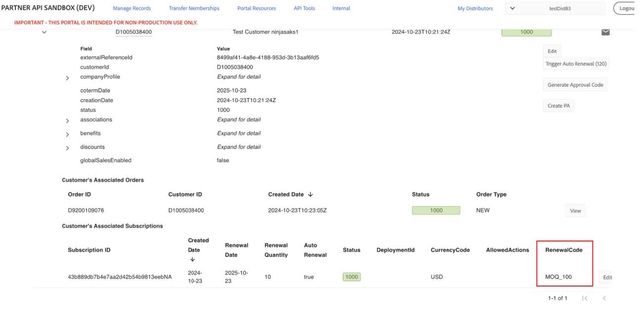 PARTNER API SANDBOX (DEV) Manage Records Transfer Memberships Portal Resources API Tools Internal My Distributors testDist83 Logou
IMPORTANT - THIS PORTAL IS INTENDED FOR NON-PRODUCTION USE ONLY.
D1005038400 Test Customer ninjasaks1 2024-10-23T10:21:24Z 1000
Field Value Edit
externalReferenceId 8499af41-4a8e-4188-953d-3b13aaf6fd5
customerId D1005038400 Trigger Auto Renewal (120)
companyProfile Expand for detail
cotermDate 2025-10-23 Generate Approval Code
creationDate 2024-10-23T10:21:24Z
status 1000 Create PA
associations Expand for detail
benefits Expand for detail
discounts Expand for detail
globalSalesEnabled false
Customer's Associated Orders
Order ID Customer ID Created Date Status Order Type
D9200109076 D1005038400 2024-10-23T10:23:05Z 1000 NEW View
Customer's Associated Subscriptions
Subscription ID Created Date Renewal Date Renewal Quantity Auto Renewal Status DeploymentId CurrencyCode AllowedActions RenewalCode
43b889db7b4e7aa2d42b54b9813eebNA 2024-10-23 2025-10-23 10 true 1000 USD MOQ_100 Edit
1-1 of 1